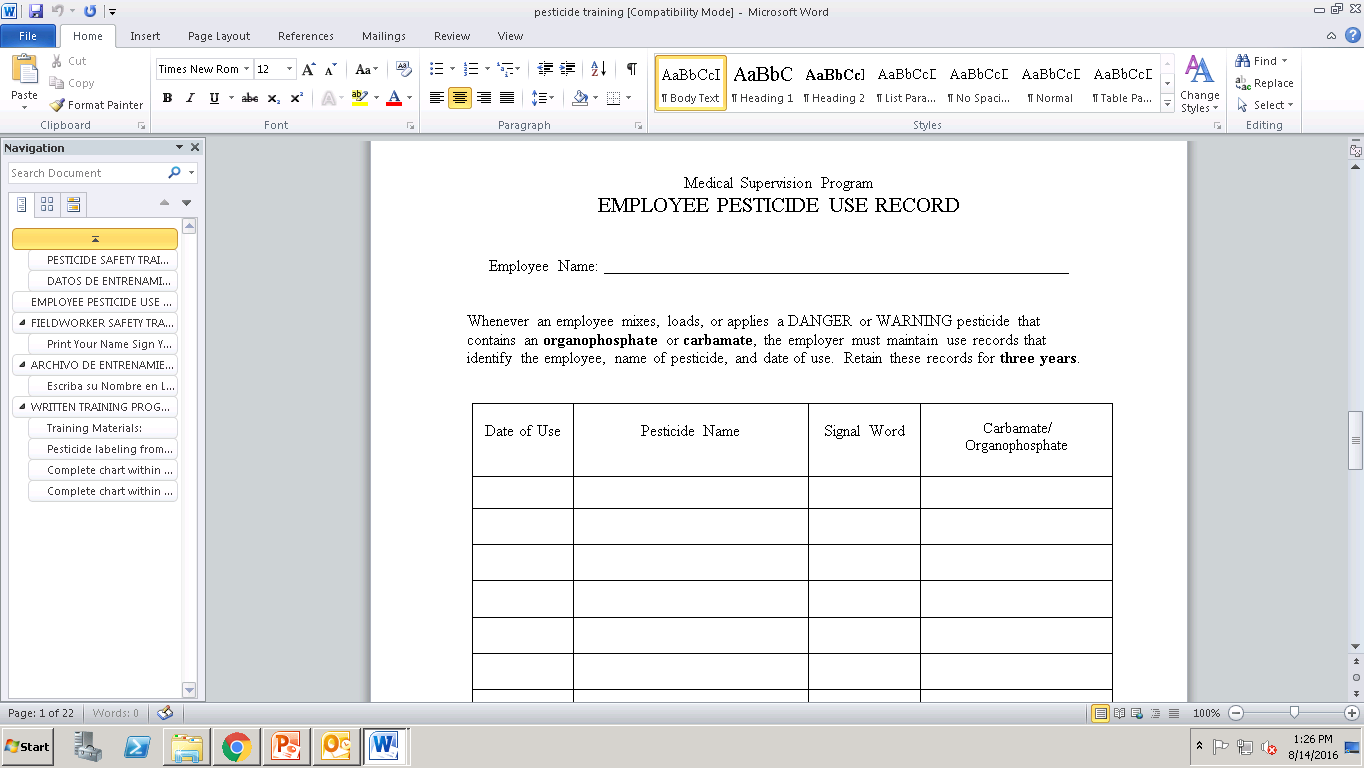 pesticide training [Compatibility Mode] - Microsoft Word
File Home Insert Page Layout References Mailings Review View
Paste
Cut
Copy
Format Painter
Clipboard
Times New Rom 12
Font
Paragraph
AaBbCcI AaBbC AaBbCc] AaBbCcI AaBbCcI AaBbCcI AaBbCcI
¶ Body Text ¶ Heading 1 ¶ Heading 2 ¶ List Para... ¶ No Spaci... ¶ Normal ¶ Table Pa...
Change
Styles
Styles
Find
Replace
Select
Editing
Navigation
Search Document
PESTICIDE SAFETY TRAI...
DATOS DE ENTRENAMI...
EMPLOYEE PESTICIDE USE ...
FIELDWORKER SAFETY TRA...
Print Your Name Sign Y...
ARCHIVO DE ENTRENAMIE...
Escriba su Nombre en L...
WRITTEN TRAINING PROG...
Training Materials:
Pesticide labeling from...
Complete chart within ...
Complete chart within ...
Medical Supervision Program
EMPLOYEE PESTICIDE USE RECORD
Employee Name:
Whenever an employee mixes, loads, or applies a DANGER or WARNING pesticide that
contains an organophosphate or carbamate, the employer must maintain use records that
identify the employee, name of pesticide, and date of use. Retain these records for three years.
Date of Use Pesticide Name Signal Word Carbamate/
Organophosphate
Page: 1 of 22 Words: 0 100%
Start
1:26 PM
8/14/2016